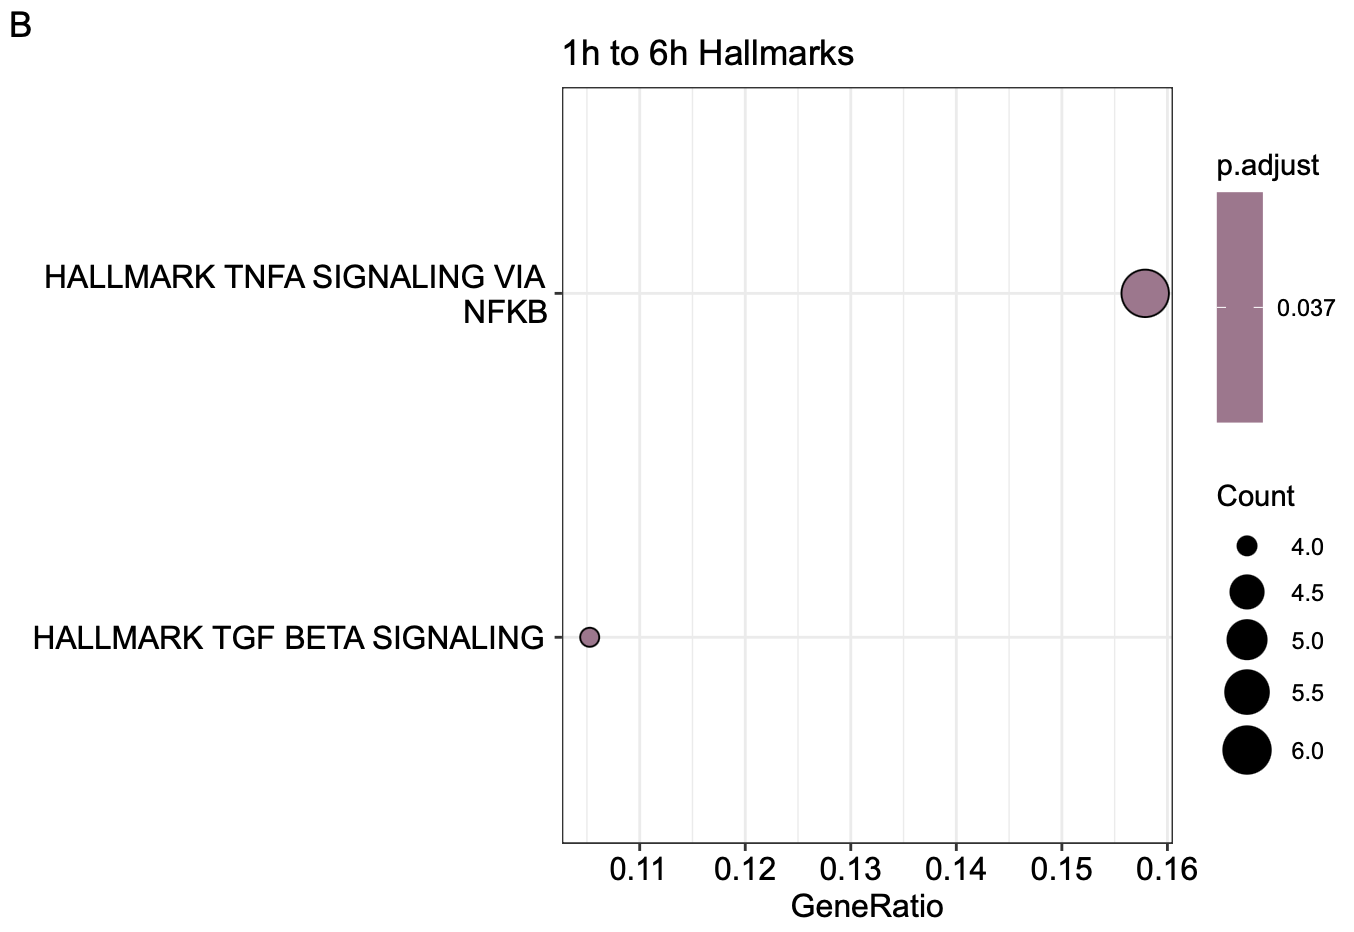 B
1h to 6h Hallmarks
HALLMARK TNFA SIGNALING VIA
NFKB
HALLMARK TGF BETA SIGNALING
0.11
0.12
0.13
0.14
0.15
0.16
GeneRatio
p.adjust
0.037
Count
4.0
4.5
5.0
5.5
6.0